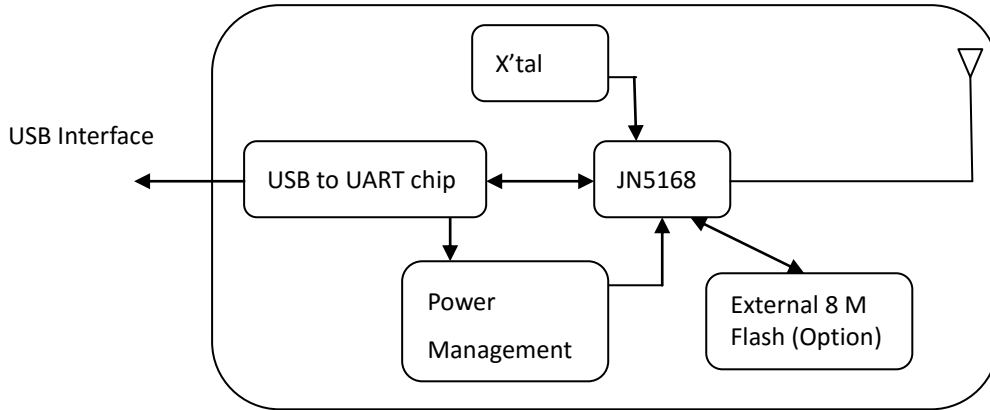 X’tal
USB Interface
USB to UART chip
JN5168
Power
Management
External 8 M
Flash (Option)